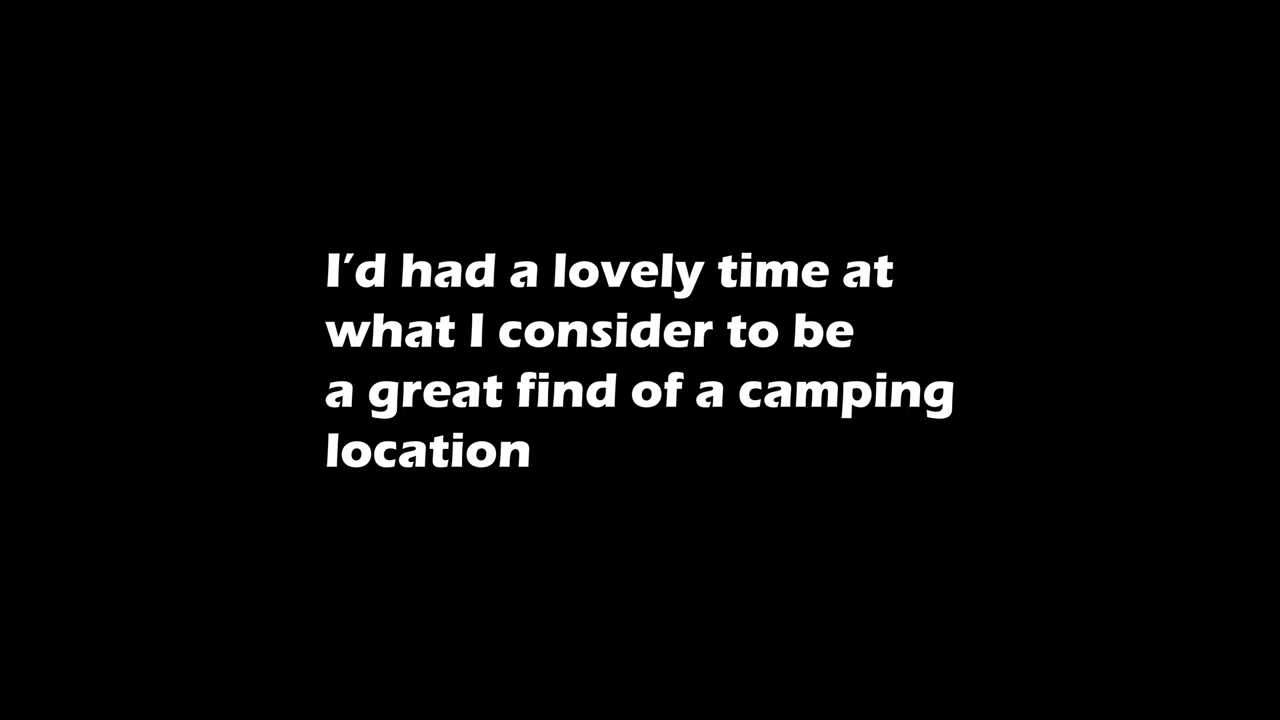 I’d had a lovely time at
what I consider to be
a great find of a camping
location